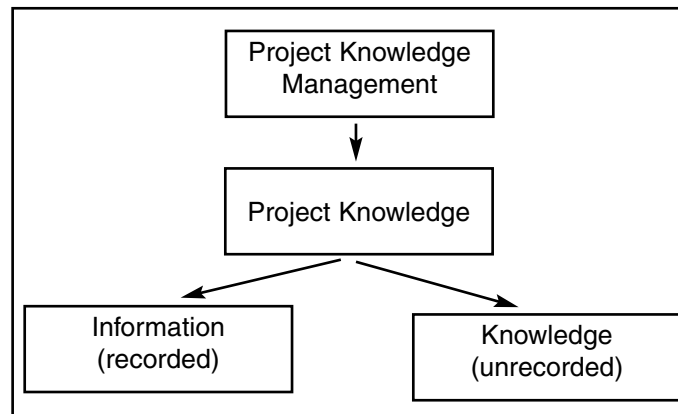 Project Knowledge
Management
Project Knowledge
Information
(recorded)
Knowledge
(unrecorded)